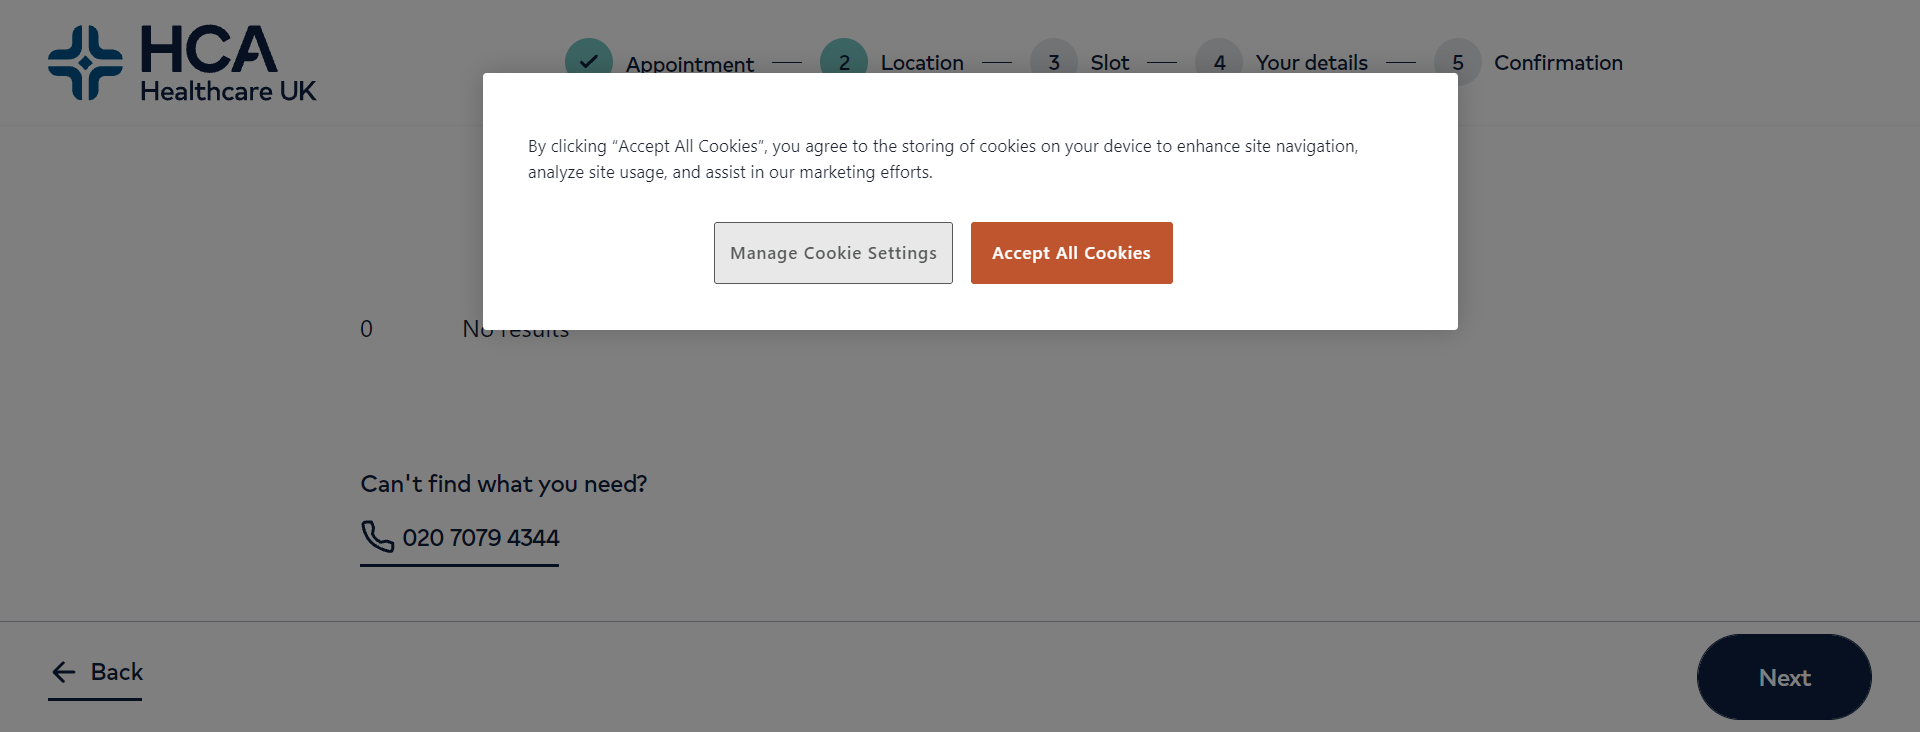 HCA
Healthcare UK
Appointment
2 Location
3 Slot
4 Your details
5 Confirmation
By clicking “Accept All Cookies”, you agree to the storing of cookies on your device to enhance site navigation,
analyze site usage, and assist in our marketing efforts.
Manage Cookie Settings
Accept All Cookies
0 No results
Can't find what you need?
020 7079 4344
Back
Next